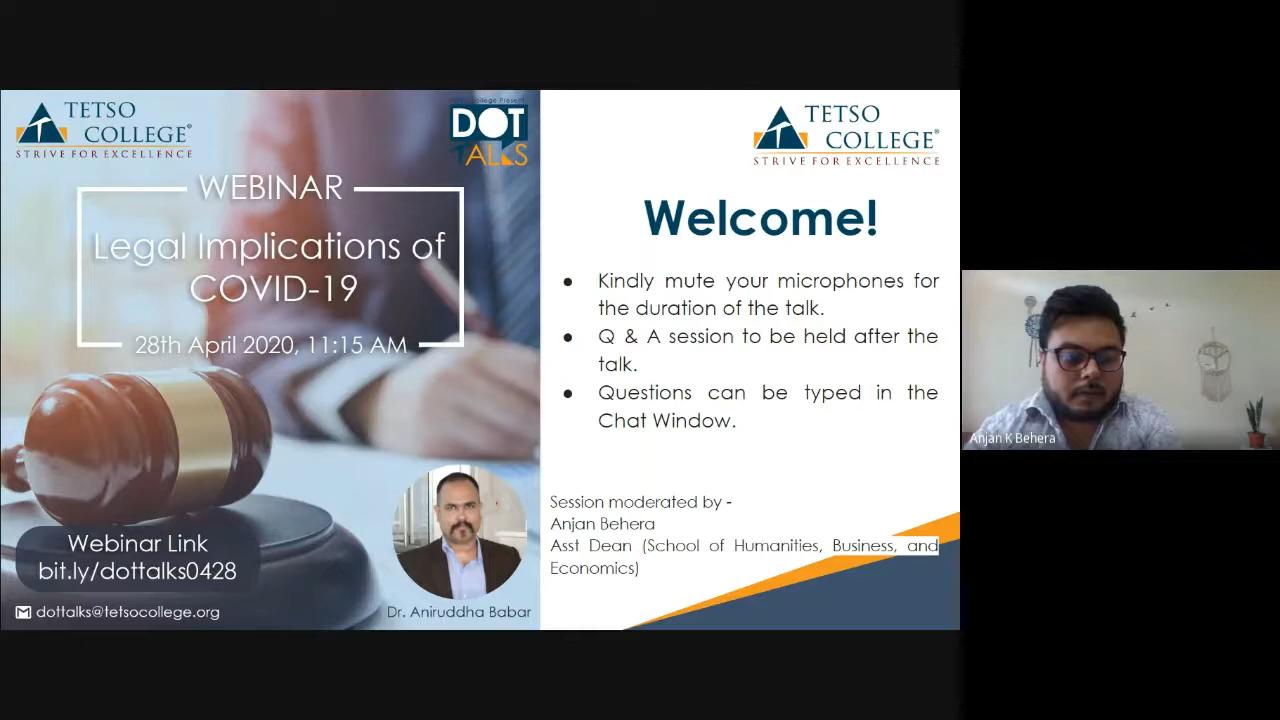 TETSO
COLLEGE®
STRIVE FOR EXCELLENCE
College Present
DOT
TALKS
WEBINAR
Legal Implications of
COVID-19
28th April 2020, 11:15 AM
Webinar Link
bit.ly/dottalks0428
dottalks@tetsocollege.org
Dr. Aniruddha Babar
TETSO
COLLEGE®
STRIVE FOR EXCELLENCE
Welcome!
● Kindly mute your microphones for
the duration of the talk.
● Q & A session to be held after the
talk.
● Questions can be typed in the
Chat Window.
Session moderated by -
Anjan Behera
Asst Dean (School of Humanities, Business, and
Economics)
Anjan K Behera